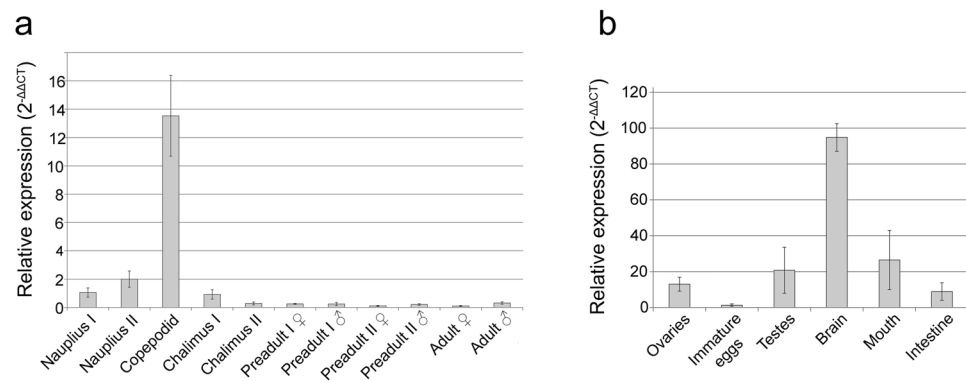 a
Relative expression (2-ΔΔCT)
16
14
12
10
8
6
4
2
0
Nauplius I
Nauplius II
Copepodid
Chalimus I
Chalimus II
Preadult I ♀
Preadult I ♂
Preadult II ♀
Preadult II ♂
Adult ♀
Adult ♂
b
Relative expression (2-ΔΔCT)
120
100
80
60
40
20
0
Ovaries
Immature
eggs
Testes
Brain
Mouth
Intestine